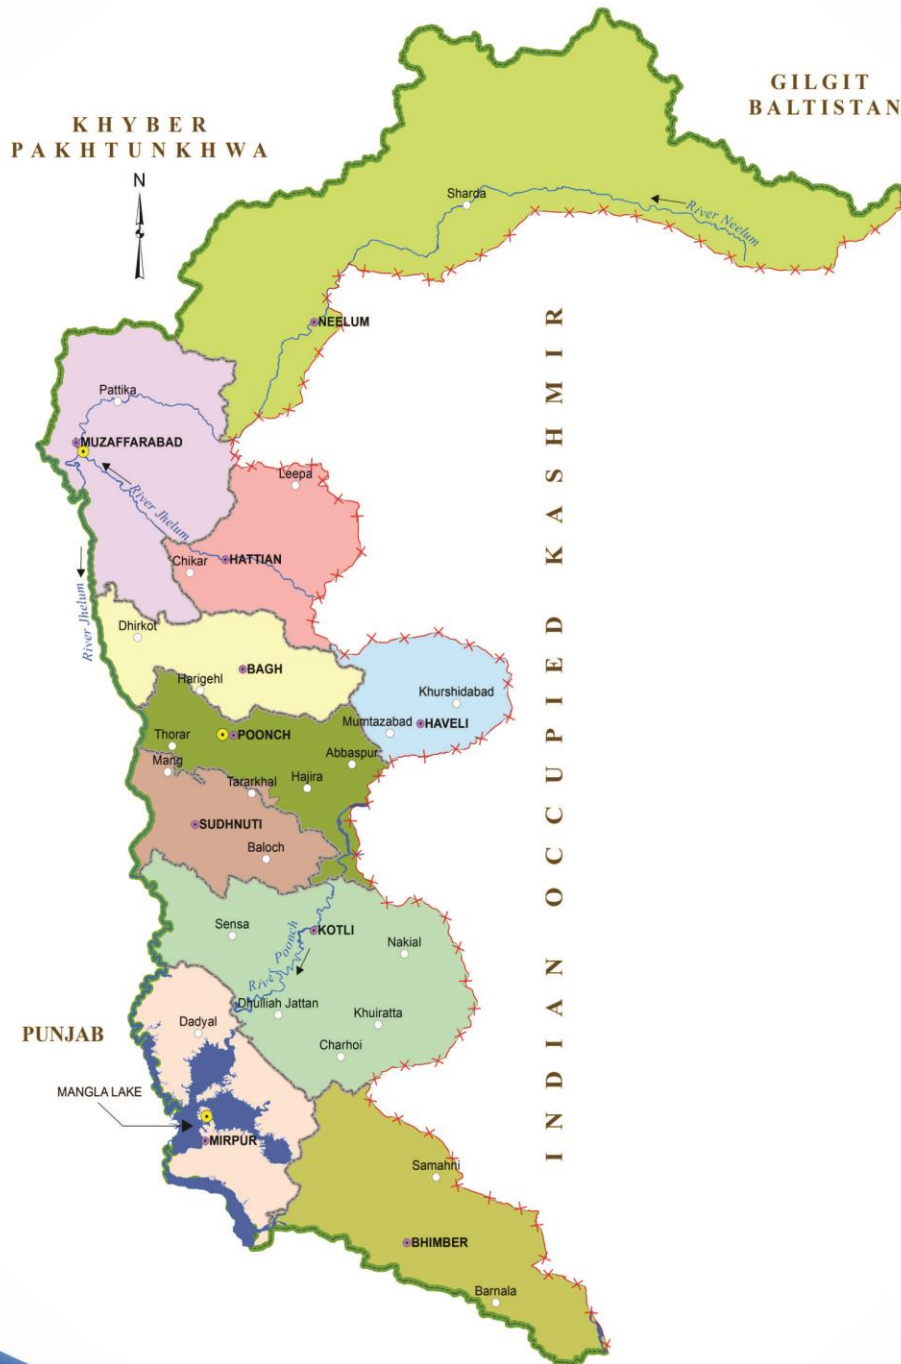 GILGIT
BALTISTAN
KHYBER
PAKHTUNKHWA
N
Sharda
River Neelum
NEELUM
Pattika
MUZAFFARABAD
Leepa
River Jhelum
HATTIAN
Chikar
River Jhelum
Dhirkot
BAGH
Harigehl
Khurshidabad
Mumtazabad
HAVELI
POONCH
Thorar
Abbaspur
Mang
Tararkhal
Hajira
SUDHNUTI
Baloch
Sensa
KOTLI
River Poonch
Nakial
Dhulliah Jattan
Khuiratta
Dadyal
Charhoi
PUNJAB
MANGLA LAKE
MIRPUR
Samahni
BHIMBER
Barnala
INDIAN OCCUPIED KASHMIR